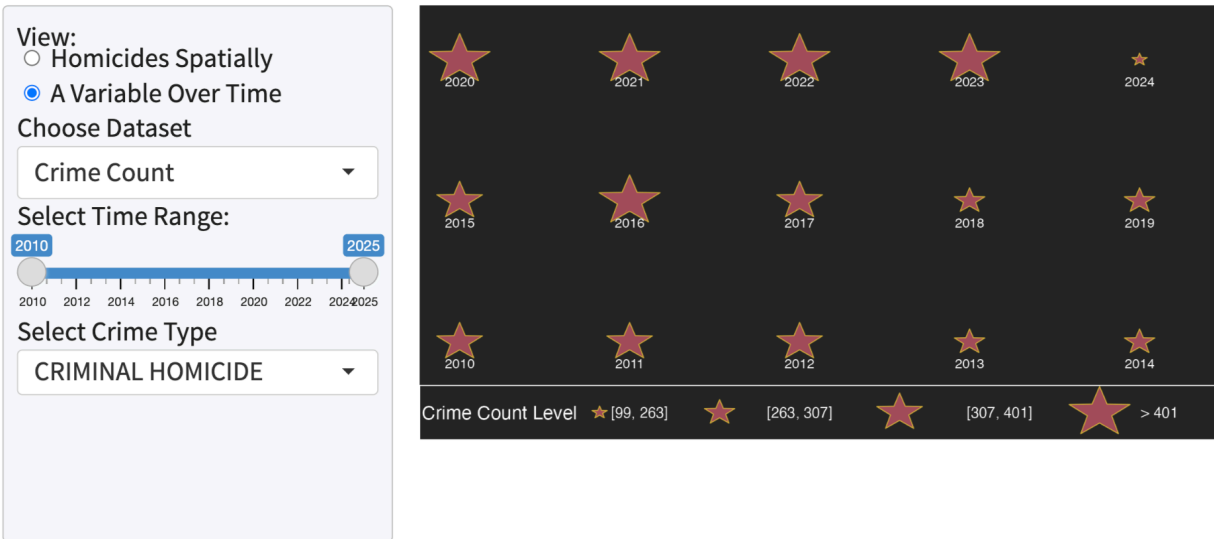 View:
Homicides Spatially
A Variable Over Time
Choose Dataset
Crime Count
Select Time Range:
2010 2025
2010 2012 2014 2016 2018 2020 2022 2024 2025
Select Crime Type
CRIMINAL HOMICIDE
2020 2021 2022 2023 2024
2015 2016 2017 2018 2019
2010 2011 2012 2013 2014
Crime Count Level [99, 263] [263, 307] [307, 401] > 401